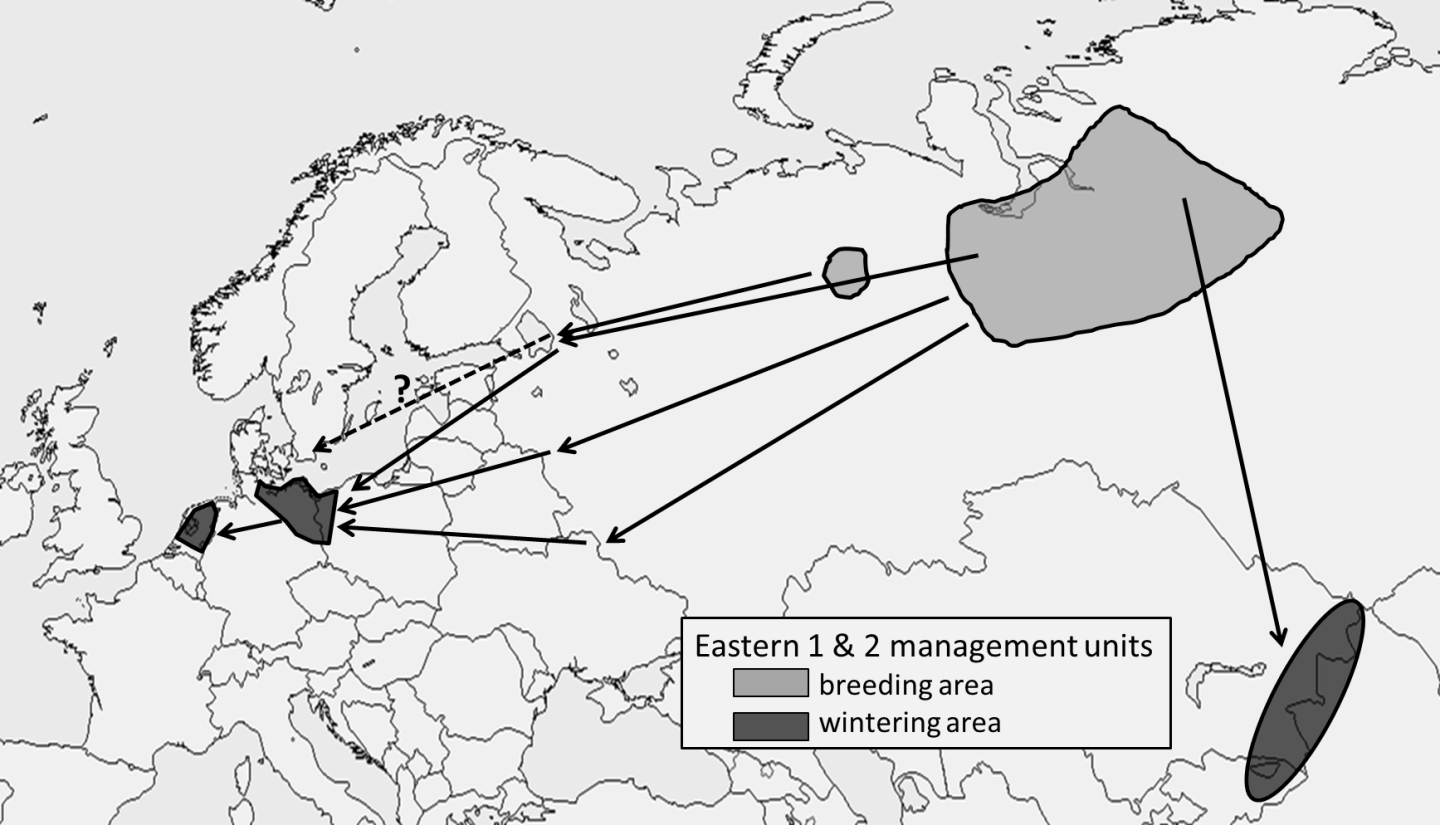 ?
Eastern 1 & 2 management units
breeding area
wintering area